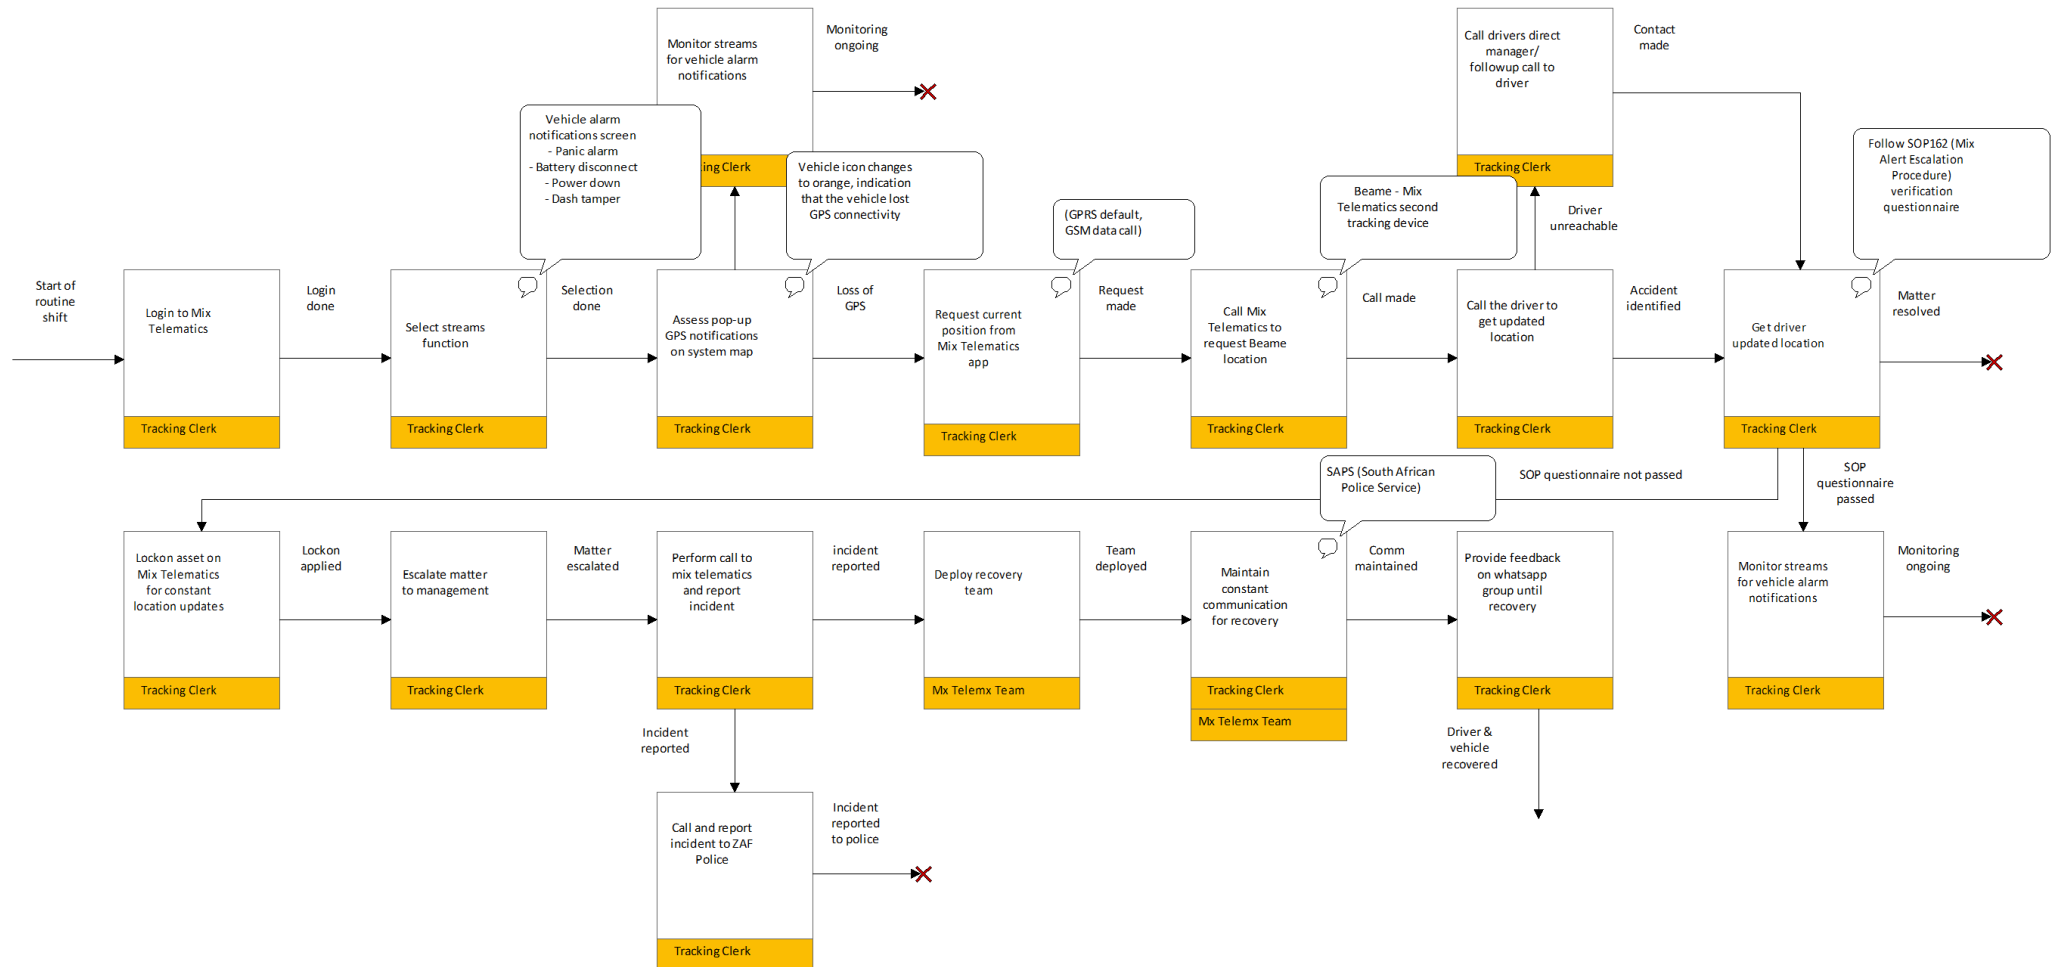 Monitor streams
for vehicle alarm
notifications
ing Clerk
Monitoring
ongoing
Call drivers direct
manager/
followup call to
driver
Tracking Clerk
Contact
made
Vehicle alarm
notifications screen
- Panic alarm
- Battery disconnect
- Power down
- Dash tamper
Vehicle icon changes
to orange, indication
that the vehicle lost
GPS connectivity
(GPRS default,
GSM data call)
Beame - Mix
Telematics second
tracking device
Driver
unreachable
Follow SOP162 (Mix
Alert Escalation
Procedure)
verification
questionnaire
Start of
routine
shift
Login to Mix
Telematics
Tracking Clerk
Login
done
Select streams
function
Tracking Clerk
Selection
done
Assess pop-up
GPS notifications
on system map
Tracking Clerk
Loss of
GPS
Request current
position from
Mix Telematics
app
Tracking Clerk
Request
made
Call Mix
Telematics to
request Beame
location
Tracking Clerk
Call made
Call the driver to
get updated
location
Tracking Clerk
Accident
identified
Get driver
updated location
Tracking Clerk
Matter
resolved
SAPS (South African
Police Service)
SOP questionnaire not passed
SOP
questionnaire
passed
Lockon asset on
Mix Telematics
for constant
location updates
Tracking Clerk
Lockon
applied
Escalate matter
to management
Tracking Clerk
Matter
escalated
Perform call to
mix telematics
and report
incident
Tracking Clerk
incident
reported
Deploy recovery
team
Mx Telemx Team
Team
deployed
Maintain
constant
communication
for recovery
Tracking Clerk
Mx Telemx Team
Comm
maintained
Provide feedback
on whatsapp
group until
recovery
Tracking Clerk
Monitor streams
for vehicle alarm
notifications
Tracking Clerk
Monitoring
ongoing
Incident
reported
Driver &
vehicle
recovered
Call and report
incident to ZAF
Police
Tracking Clerk
Incident
reported
to police